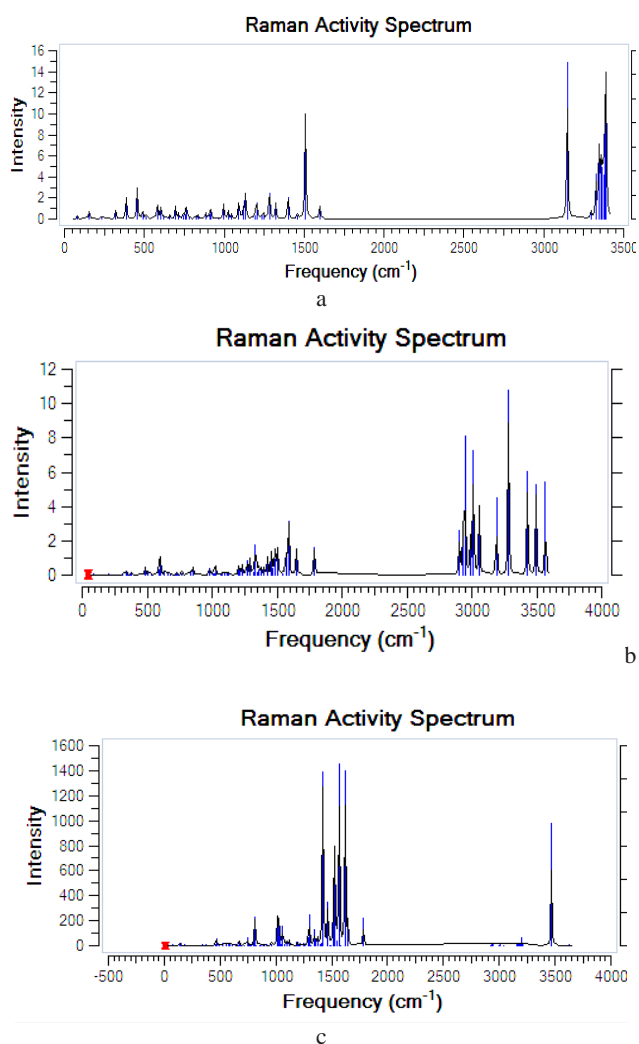 Raman Activity Spectrum
16
14
12
10
8
6
4
2
0
Intensity
0 500 1000 1500 2000 2500 3000 3500
Frequency (cm⁻¹)
a
Raman Activity Spectrum
12
10
8
6
4
2
0
Intensity
0 500 1000 1500 2000 2500 3000 3500 4000
Frequency (cm⁻¹)
b
Raman Activity Spectrum
1600
1400
1200
1000
800
600
400
200
0
Intensity
-500 0 500 1000 1500 2000 2500 3000 3500 4000
Frequency (cm⁻¹)
c